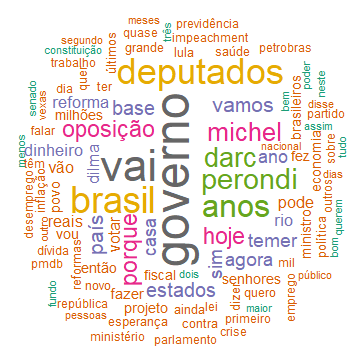 meses
três
previdência
segundo
quase
impeachment
constituição
últimos
grande
lula
saúde
petrobras
trabalho
quem
deputados
poder
neste
senado
vezes
dia
ter
reforma
base
vamos
bem
brasileiros
disse
milhões
partido
falar
oposição
michel
assim
menos
dinheiro
dilma
governo
nacional
tudo
têm
vão
vai
darc
ano
fez
economia
sobre
desemprego
inflação
povo
brasil
perondi
dias
outros
out
reais
país
porque
anos
pode
ministro
política
bom
querem
vou
votar
casa
hoje
rio
dívida
reformas
sim
temer
pmdb
então
fiscal
dois
agora
mil
novo
estados
senhores
emprego
público
fundo
república
fazer
dizer
quero
pessoas
projeto
ainda
lei
maior
esperança
contra
primeiro
ministério
crise
parlamento